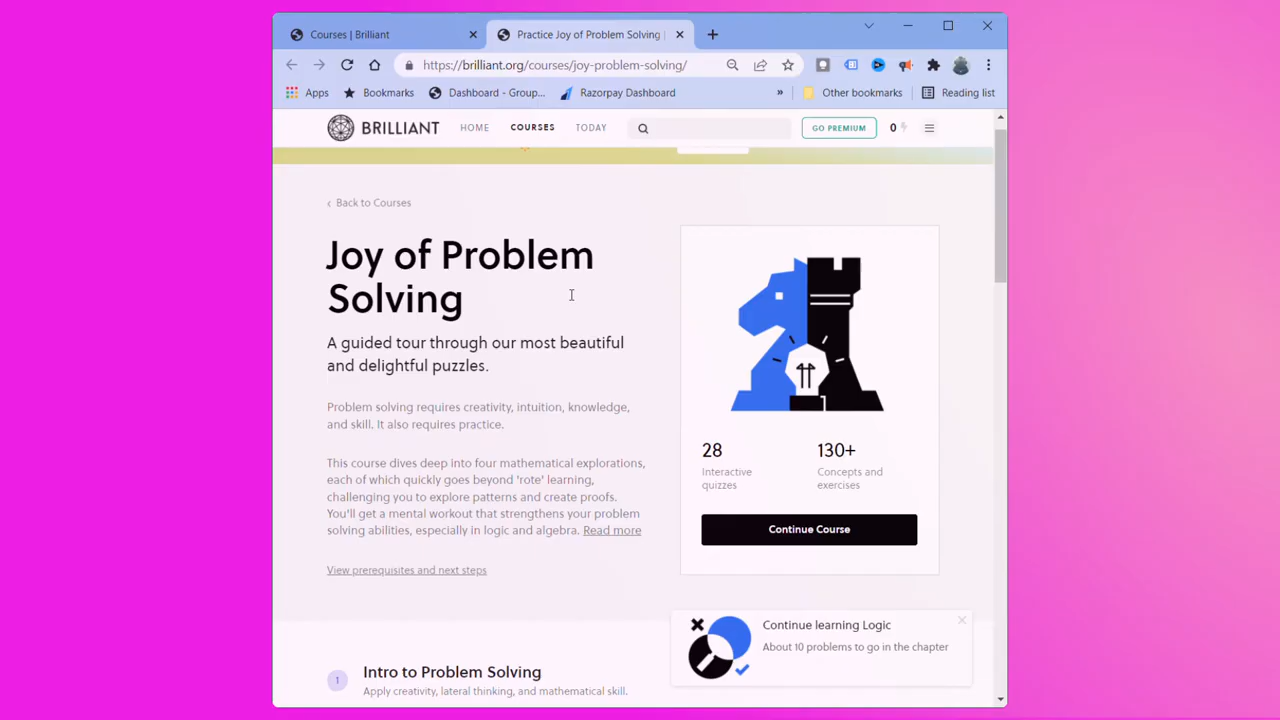 Courses | Brilliant
Practice Joy of Problem Solving |
https://brilliant.org/courses/joy-problem-solving/
Apps
Bookmarks
Dashboard - Group...
Razorpay Dashboard
»
Other bookmarks
Reading list
BRILLIANT
HOME
COURSES
TODAY
GO PREMIUM
0
‹ Back to Courses
Joy of Problem
Solving
A guided tour through our most beautiful
and delightful puzzles.
Problem solving requires creativity, intuition, knowledge,
and skill. It also requires practice.
This course dives deep into four mathematical explorations,
each of which quickly goes beyond 'rote' learning,
challenging you to explore patterns and create proofs.
You'll get a mental workout that strengthens your problem
solving abilities, especially in logic and algebra. Read more
View prerequisites and next steps
28
Interactive
quizzes
130+
Concepts and
exercises
Continue Course
Continue learning Logic
About 10 problems to go in the chapter
1
Intro to Problem Solving
Apply creativity, lateral thinking, and mathematical skill.